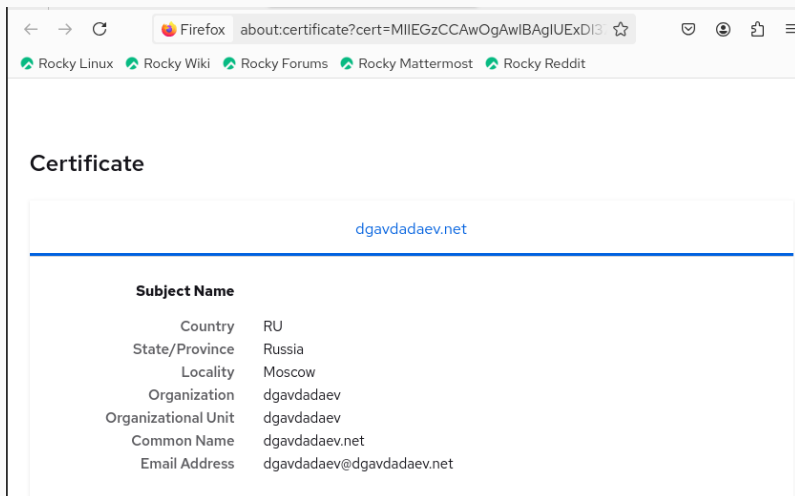 Firefox about:certificate?cert=MIIEGzCCAwOgAwIBAgIUExDI3
Rocky Linux Rocky Wiki Rocky Forums Rocky Mattermost Rocky Reddit
Certificate
dgavdadaev.net
Subject Name
Country RU
State/Province Russia
Locality Moscow
Organization dgavdadaev
Organizational Unit dgavdadaev
Common Name dgavdadaev.net
Email Address dgavdadaev@dgavdadaev.net